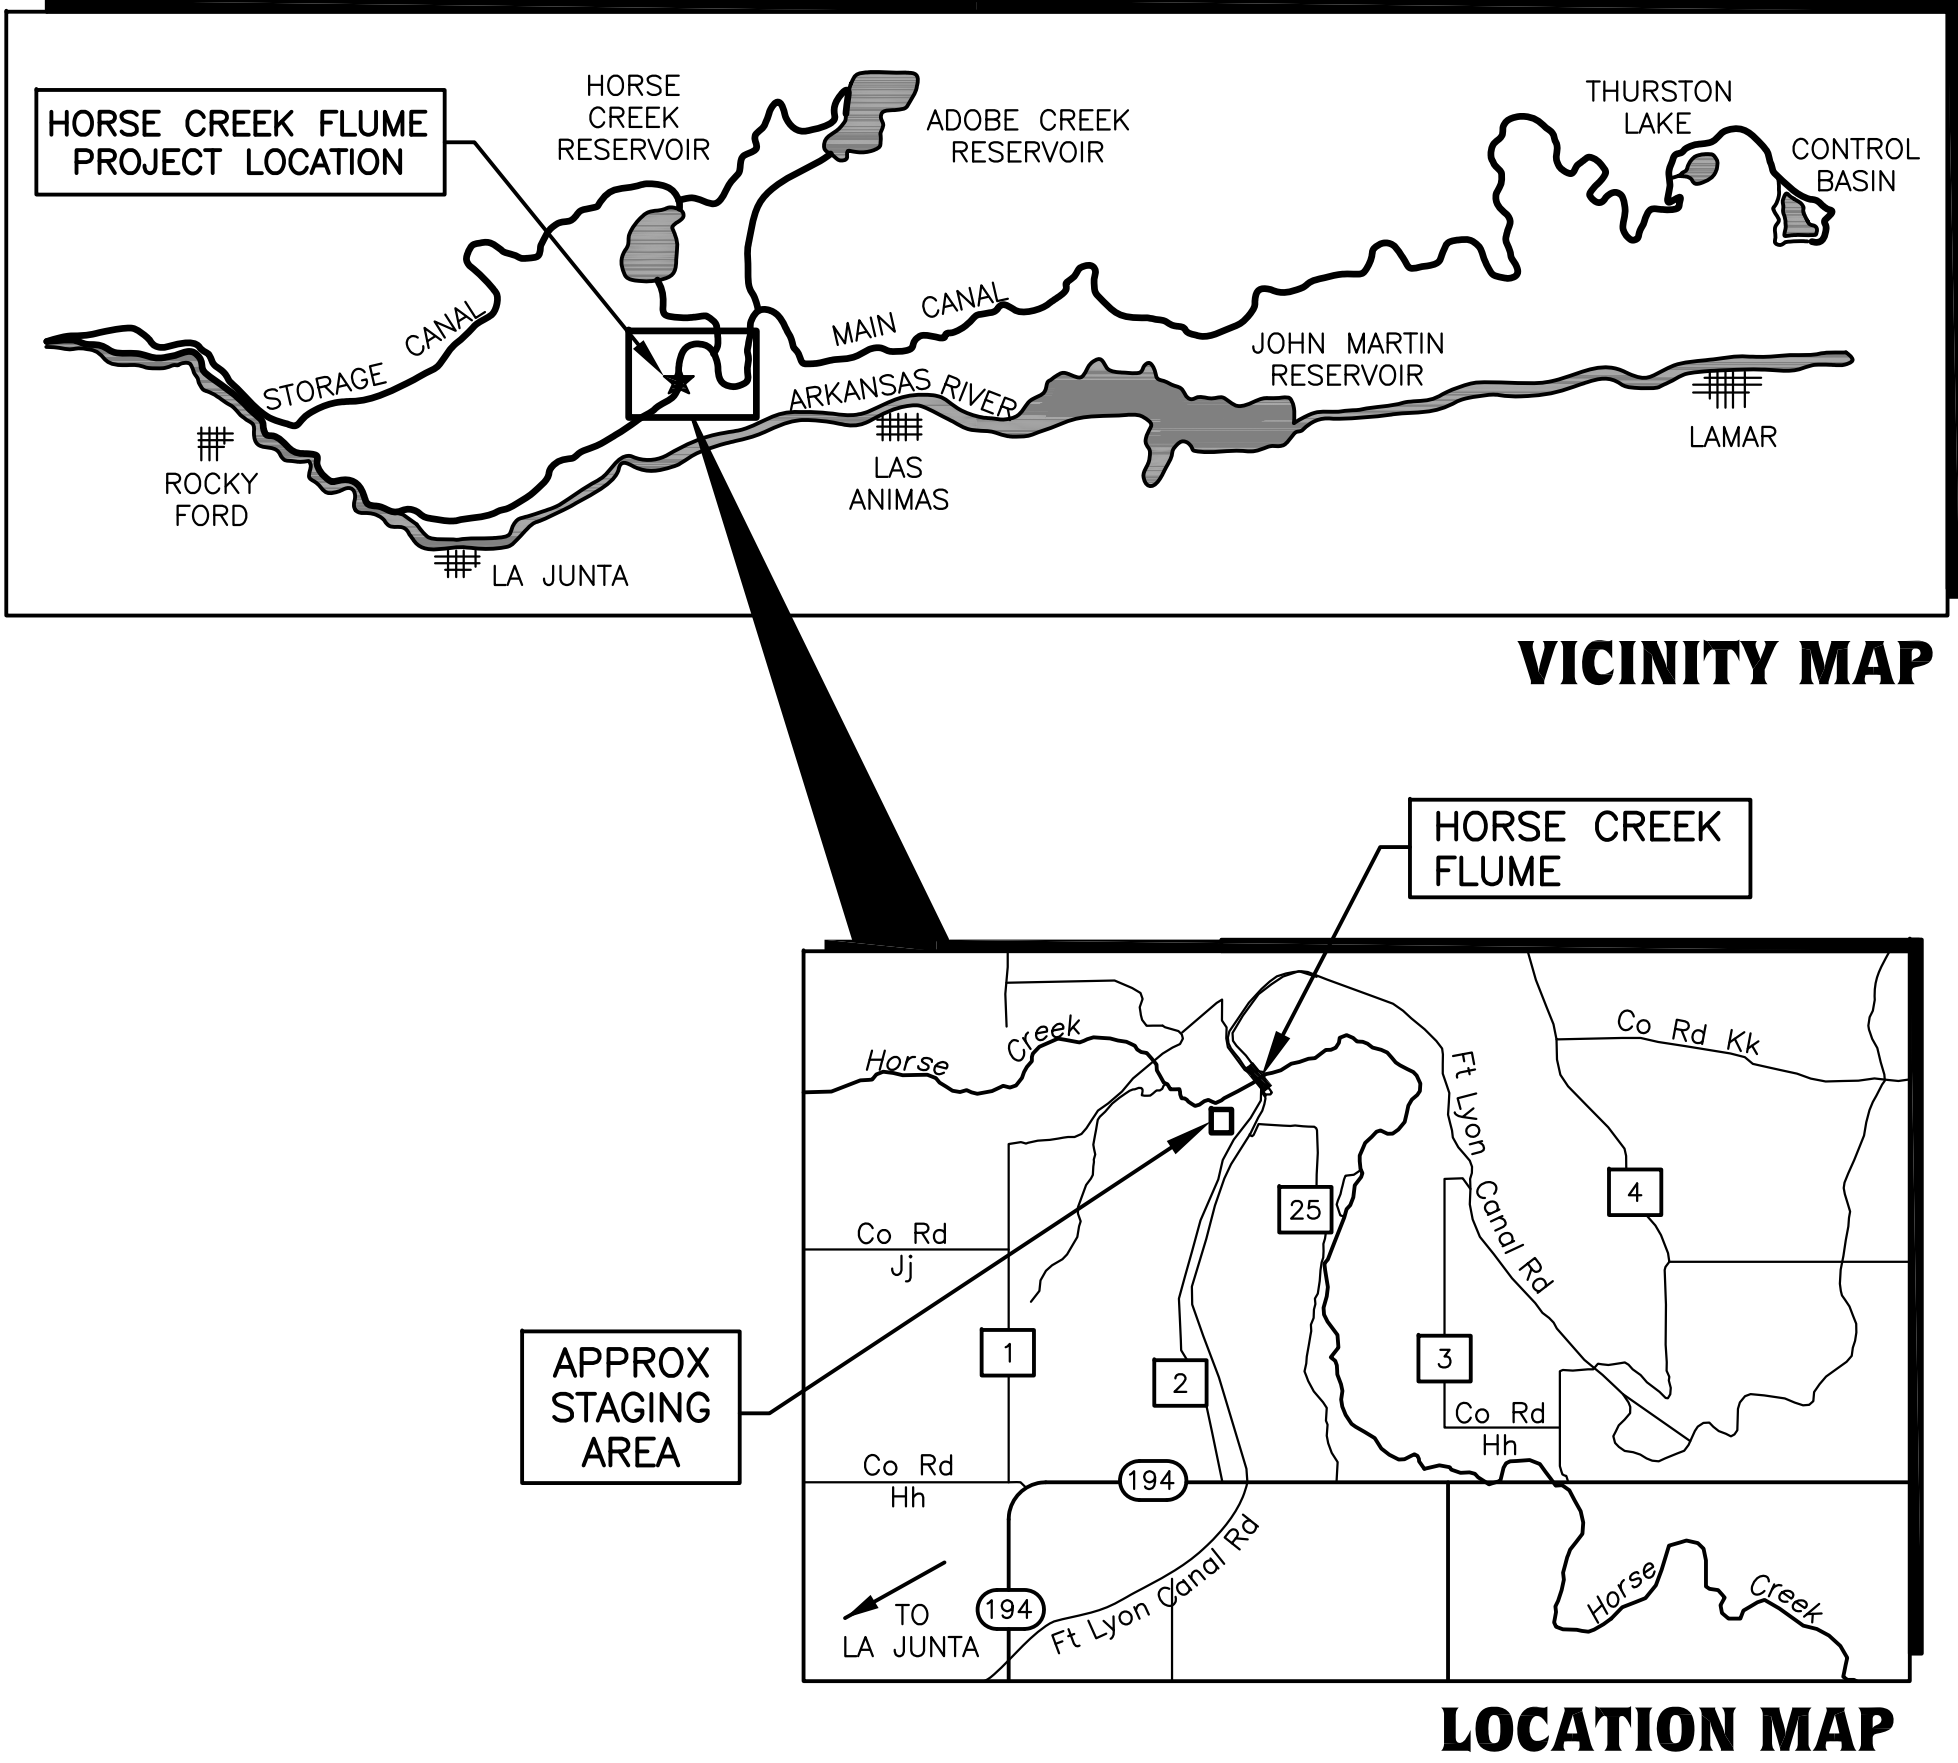 HORSE CREEK FLUME
PROJECT LOCATION
HORSE
CREEK
RESERVOIR
ADOBE CREEK
RESERVOIR
THURSTON
LAKE
CONTROL
BASIN
STORAGE CANAL
MAIN CANAL
ARKANSAS RIVER
JOHN MARTIN
RESERVOIR
ROCKY
FORD
LA JUNTA
LAS
ANIMAS
LAMAR
VICINITY MAP
HORSE CREEK
FLUME
Horse Creek
Co Rd Kk
Ft Lyon Canal Rd
4
25
Co Rd
Jj
1
2
3
APPROX
STAGING
AREA
Co Rd
Hh
Co Rd
Hh
194
194
Ft Lyon Canal Rd
Horse Creek
TO
LA JUNTA
LOCATION MAP